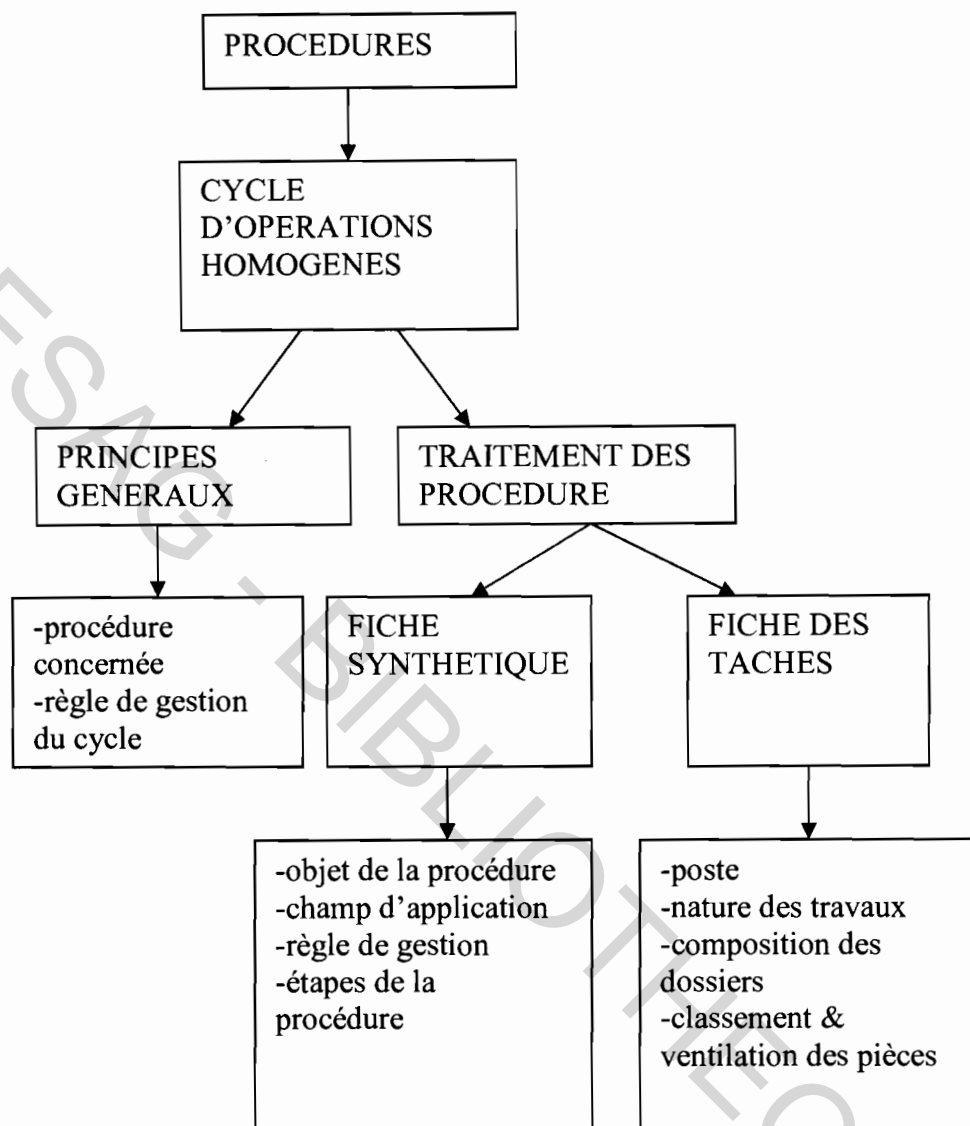 PROCEDURES
CYCLE
D'OPERATIONS
HOMOGENES
PRINCIPES
GENERAUX
TRAITEMENT DES
PROCEDURE
-procédure
concernée
-règle de gestion
du cycle
FICHE
SYNTHETIQUE
FICHE DES
TACHES
-objet de la procédure
-champ d'application
-règle de gestion
-étapes de la
procédure
-poste
-nature des travaux
-composition des
dossiers
-classement &
ventilation des pièces
ESAG - BIBLIOTHEQ